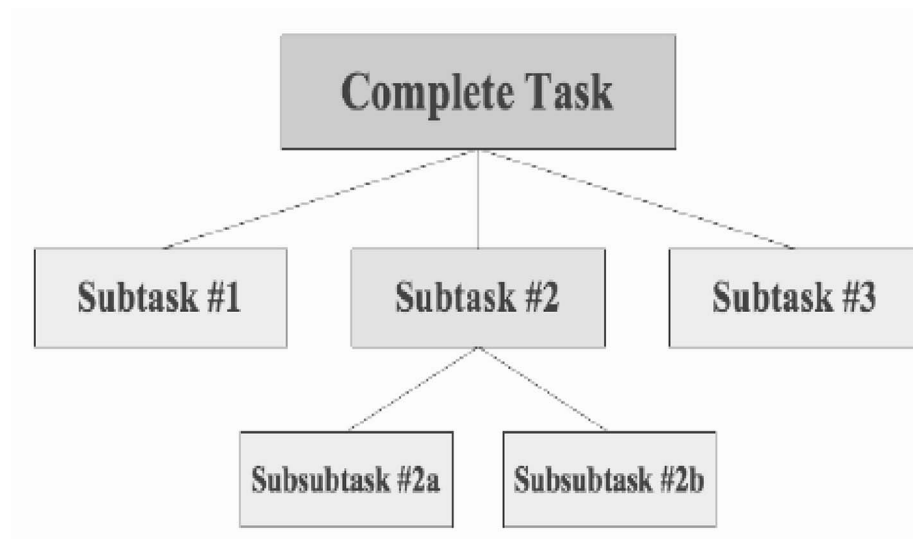 Complete Task
Subtask #1
Subtask #2
Subtask #3
Subsubtask #2a
Subsubtask #2b